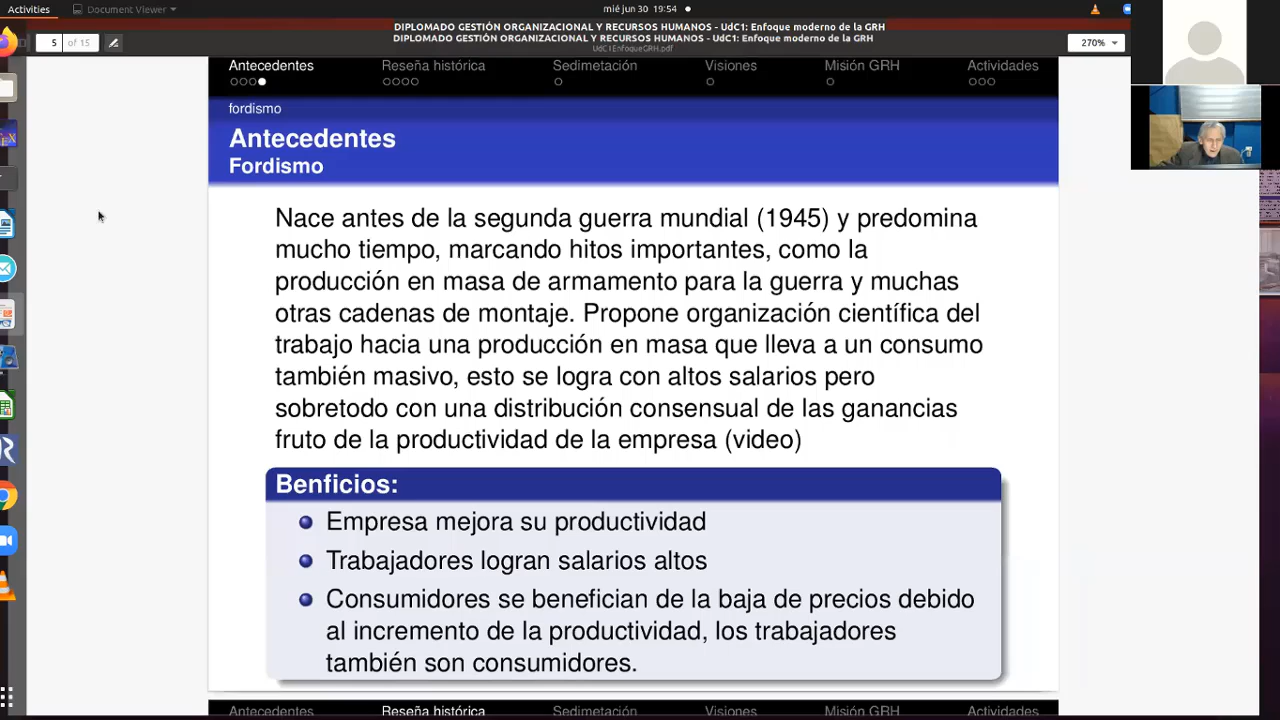 Activities
Document Viewer
mié jun 30 19:54
DIPLOMADO GESTIÓN ORGANIZACIONAL Y RECURSOS HUMANOS - UdC1: Enfoque moderno de la GRH
DIPLOMADO GESTIÓN ORGANIZACIONAL Y RECURSOS HUMANOS - UdC1: Enfoque moderno de la GRH
UdC1EnfoqueGRH.pdf
5 of 15
270%
Antecedentes Reseña histórica Sedimetación Visiones Misión GRH Actividades
fordismo
Antecedentes
Fordismo
Nace antes de la segunda guerra mundial (1945) y predomina
mucho tiempo, marcando hitos importantes, como la
producción en masa de armamento para la guerra y muchas
otras cadenas de montaje. Propone organización científica del
trabajo hacia una producción en masa que lleva a un consumo
también masivo, esto se logra con altos salarios pero
sobretodo con una distribución consensual de las ganancias
fruto de la productividad de la empresa (video)
Benficios:
Empresa mejora su productividad
Trabajadores logran salarios altos
Consumidores se benefician de la baja de precios debido
al incremento de la productividad, los trabajadores
también son consumidores.
Antecedentes Reseña histórica Sedimetación Visiones Misión GRH Actividades